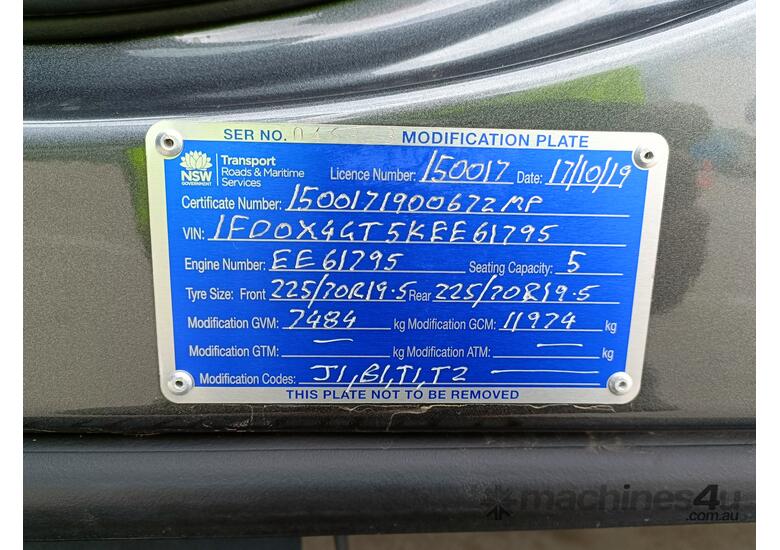 SER NO. MODIFICATION PLATE
NSW GOVERNMENT
Transport
Roads & Maritime
Services
Licence Number: 150017 Date: 17/10/19
Certificate Number: 1500171900672MP
VIN: 1FD0X4GT5KEE61795
Engine Number: EE61795 Seating Capacity: 5
Tyre Size: Front 225/70R19.5 Rear 225/70R19.5
Modification GVM: 7484 kg Modification GCM: 11974 kg
Modification GTM: — kg Modification ATM: — kg
Modification Codes: J1, B1, T1, T2 —
THIS PLATE NOT TO BE REMOVED
machines4u
.com.au